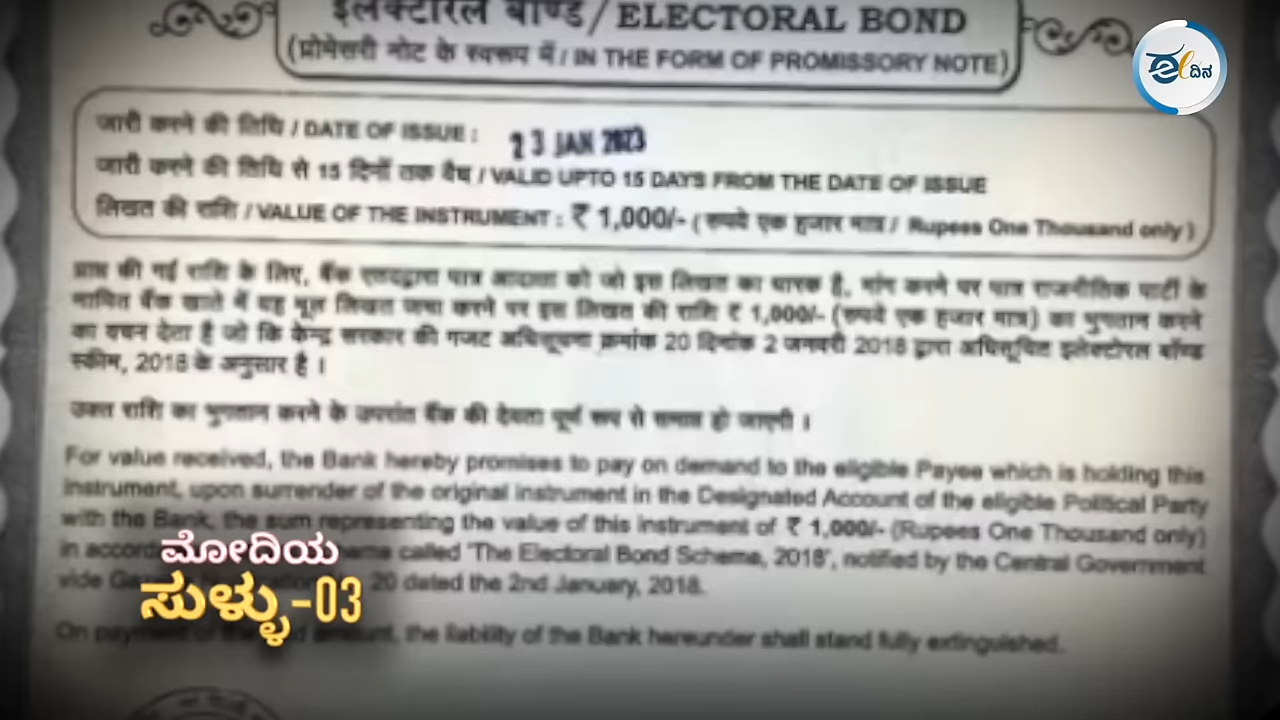 इलेक्टोरल बॉण्ड / ELECTORAL BOND
(प्रोमेसरी नोट के स्वरूप में / IN THE FORM OF PROMISSORY NOTE)
eದಿನ
जारी करने की तिथि / DATE OF ISSUE : 23 JAN 2023
जारी करने की तिथि से 15 दिनों तक वैध / VALID UPTO 15 DAYS FROM THE DATE OF ISSUE
लिखत की राशि / VALUE OF THE INSTRUMENT : ₹ 1,000/- ( रुपये एक हजार मात्र / Rupees One Thousand only )
प्राप्त की गई राशि के लिए, बैंक एतदद्वारा पात्र आदाता को जो इस लिखत का धारक है, मांग करने पर पात्र राजनीतिक पार्टी के
नामित बैंक खाते में यह मूल लिखत जमा करने पर इस लिखत की राशि ₹ 1,000/- (रुपये एक हजार मात्र) का भुगतान करने
का वचन देता है जो कि केन्द्र सरकार की गजट अधिसूचना क्रमांक 20 दिनांक 2 जनवरी 2018 द्वारा अधिसूचित इलेक्टोरल बॉण्ड
स्कीम, 2018 के अनुसार है ।
उक्त राशि का भुगतान करने के उपरांत बैंक की देयता पूर्ण रूप से समाप्त हो जाएगी ।
For value received, the Bank hereby promises to pay on demand to the eligible Payee which is holding this
instrument, upon surrender of the original instrument in the Designated Account of the eligible Political Party
with the Bank, the sum representing the value of this instrument of ₹ 1,000/- (Rupees One Thousand only)
in called 'The Electoral Bond Scheme, 2018', notified by the Central Government
vide 20 dated the 2nd January, 2018.
On payment of amount, the liability of the Bank hereunder shall stand fully extinguished.
ಮೋದಿಯ
ಸುಳ್ಳು-03